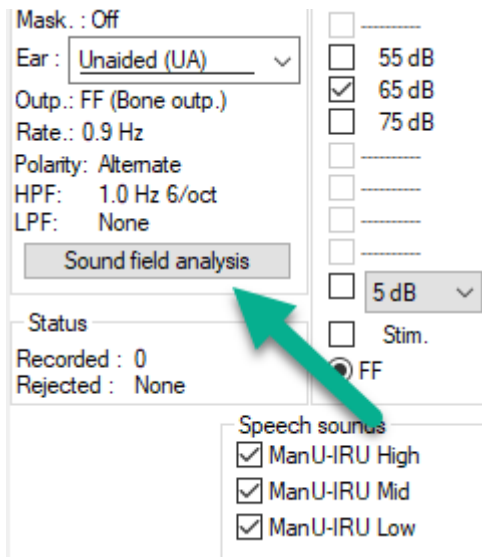 Mask. : Off
Ear : Unaided (UA)
Outp.: FF (Bone outp.)
Rate.: 0.9 Hz
Polarity: Alternate
HPF: 1.0 Hz 6/oct
LPF: None
Sound field analysis
Status
Recorded : 0
Rejected : None
----------
55 dB
65 dB
75 dB
----------
----------
----------
----------
5 dB
Stim.
FF
Speech sounds
ManU-IRU High
ManU-IRU Mid
ManU-IRU Low